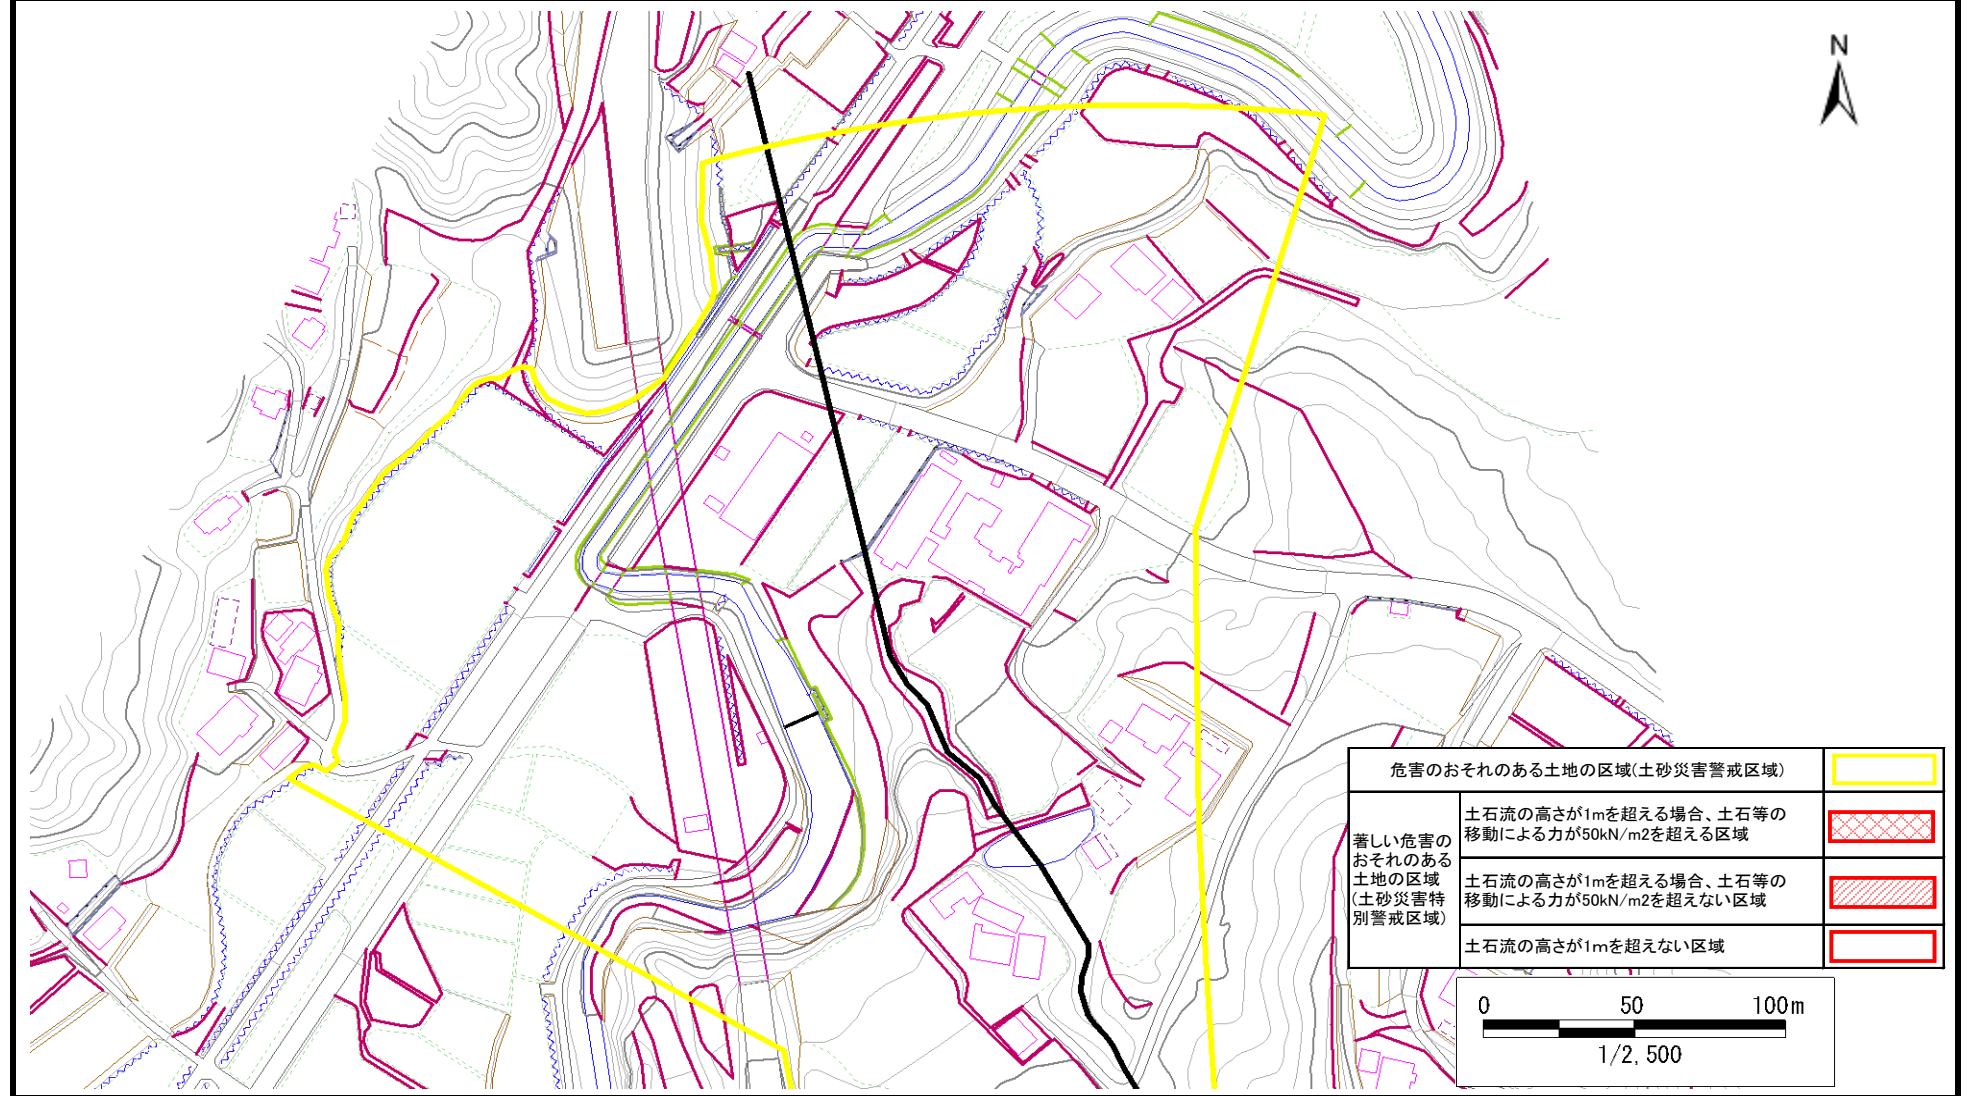 N
危害のおそれのある土地の区域(土砂災害警戒区域)
著しい危害の
おそれのある
土地の区域
(土砂災害特
別警戒区域)
土石流の高さが1mを超える場合、土石等の
移動による力が50kN/m2を超える区域
土石流の高さが1mを超える場合、土石等の
移動による力が50kN/m2を超えない区域
土石流の高さが1mを超えない区域
0 50 100m
1/2,500